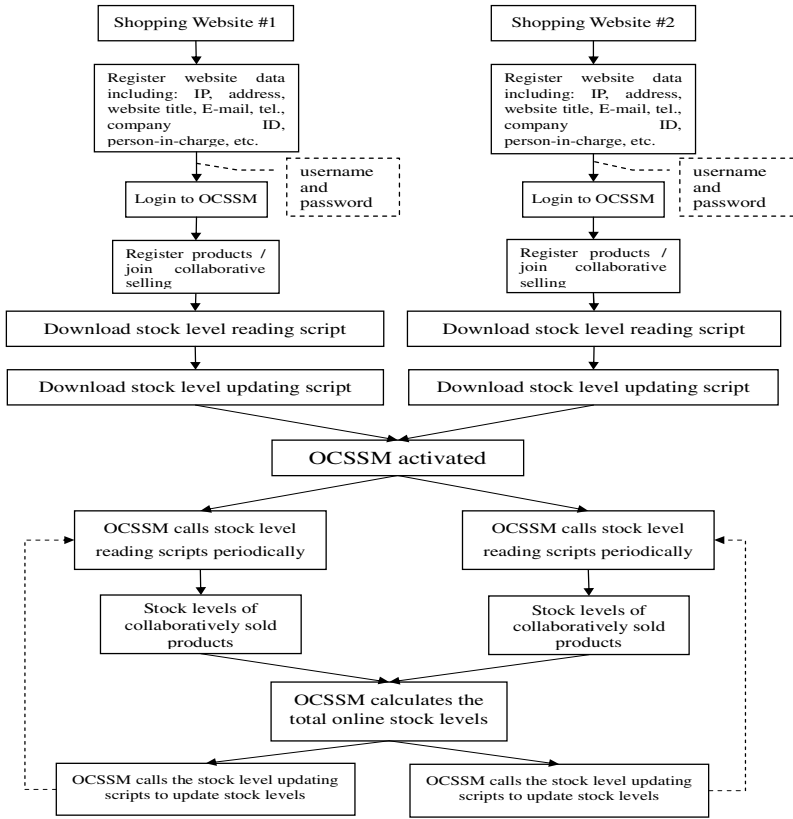 Shopping Website #1
Shopping Website #2
Register website data
including: IP, address,
website title, E-mail, tel.,
company ID,
person-in-charge, etc.
Register website data
including: IP, address,
website title, E-mail, tel.,
company ID,
person-in-charge, etc.
username
and
password
username
and
password
Login to OCSSM
Login to OCSSM
Register products /
join collaborative
selling
Register products /
join collaborative
selling
Download stock level reading script
Download stock level reading script
Download stock level updating script
Download stock level updating script
OCSSM activated
OCSSM calls stock level
reading scripts periodically
OCSSM calls stock level
reading scripts periodically
Stock levels of
collaboratively sold
products
Stock levels of
collaboratively sold
products
OCSSM calculates the
total online stock levels
OCSSM calls the stock level updating
scripts to update stock levels
OCSSM calls the stock level updating
scripts to update stock levels